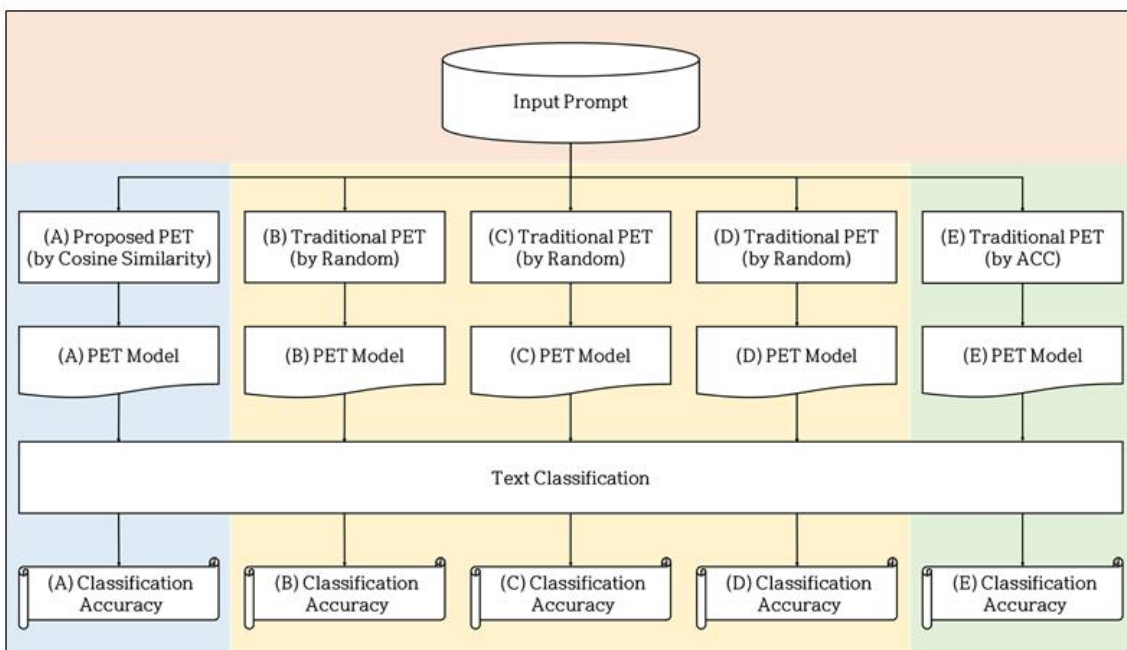 Input Prompt
(A) Proposed PET
(by Cosine Similarity)
(B) Traditional PET
(by Random)
(C) Traditional PET
(by Random)
(D) Traditional PET
(by Random)
(E) Traditional PET
(by ACC)
(A) PET Model
(B) PET Model
(C) PET Model
(D) PET Model
(E) PET Model
Text Classification
(A) Classification
Accuracy
(B) Classification
Accuracy
(C) Classification
Accuracy
(D) Classification
Accuracy
(E) Classification
Accuracy